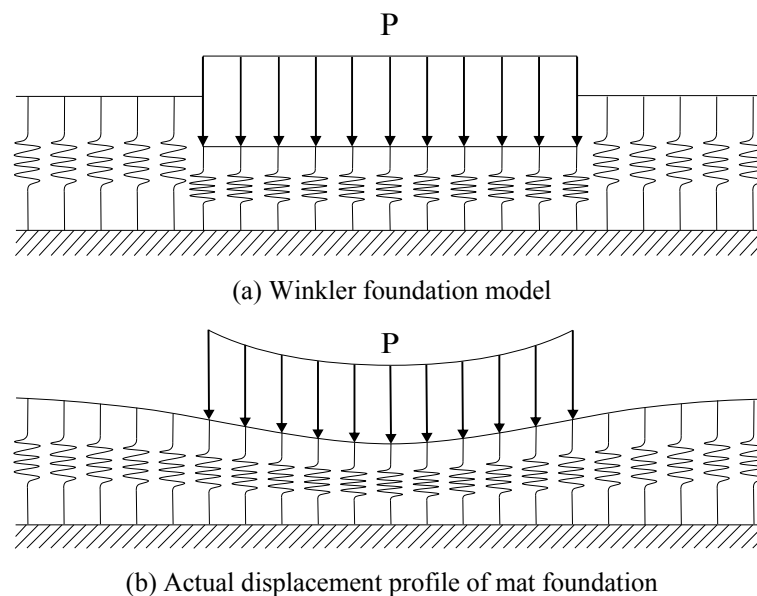 P
(a) Winkler foundation model
P
(b) Actual displacement profile of mat foundation